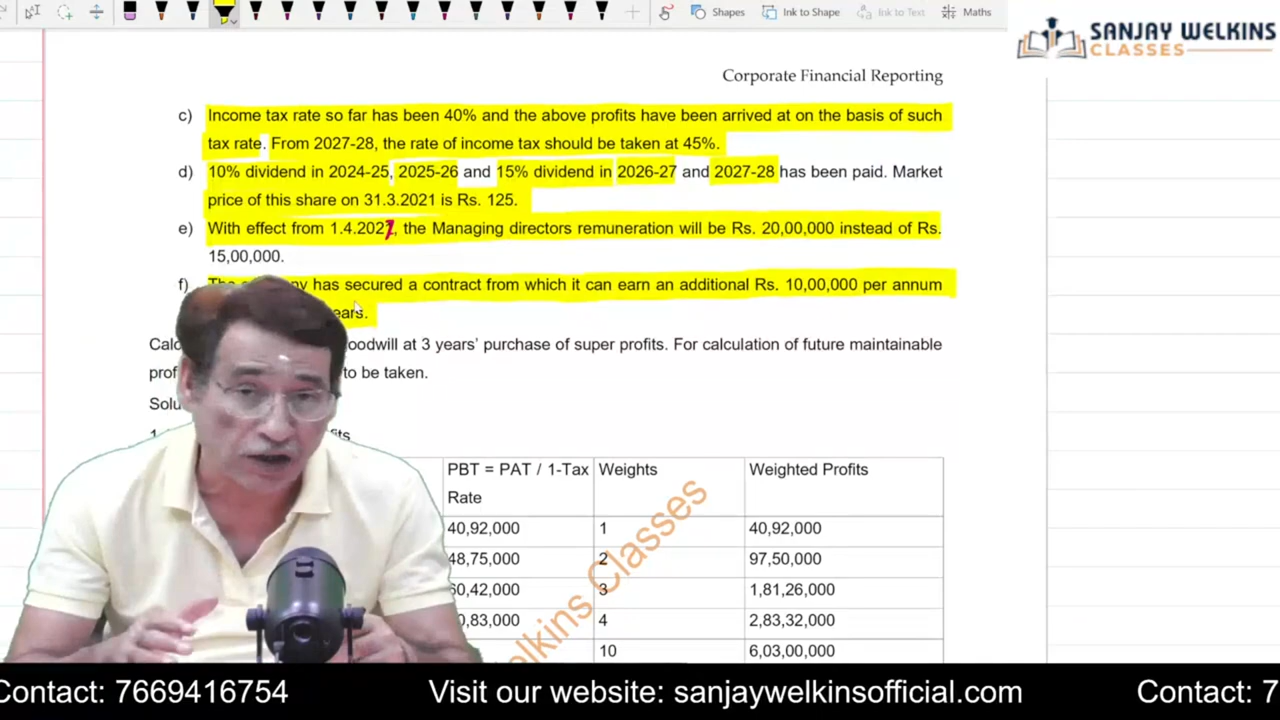 Shapes Ink to Shape Ink to Text Maths
SANJAY WELKINS
CLASSES
Corporate Financial Reporting
c) Income tax rate so far has been 40% and the above profits have been arrived at on the basis of such
tax rate. From 2027-28, the rate of income tax should be taken at 45%.
d) 10% dividend in 2024-25, 2025-26 and 15% dividend in 2026-27 and 2027-28 has been paid. Market
price of this share on 31.3.2021 is Rs. 125.
e) With effect from 1.4.2027, the Managing directors remuneration will be Rs. 20,00,000 instead of Rs.
15,00,000.
f) has secured a contract from which it can earn an additional Rs. 10,00,000 per annum
at 3 years' purchase of super profits. For calculation of future maintainable
to be taken.
PBT = PAT / 1-Tax Weights Weighted Profits
Rate
40,92,000 1 40,92,000
48,75,000 2 97,50,000
60,42,000 3 1,81,26,000
4 2,83,32,000
10 6,03,00,000
Welkins Classes
Contact: 7669416754 Visit our website: sanjaywelkinsofficial.com Contact: 7